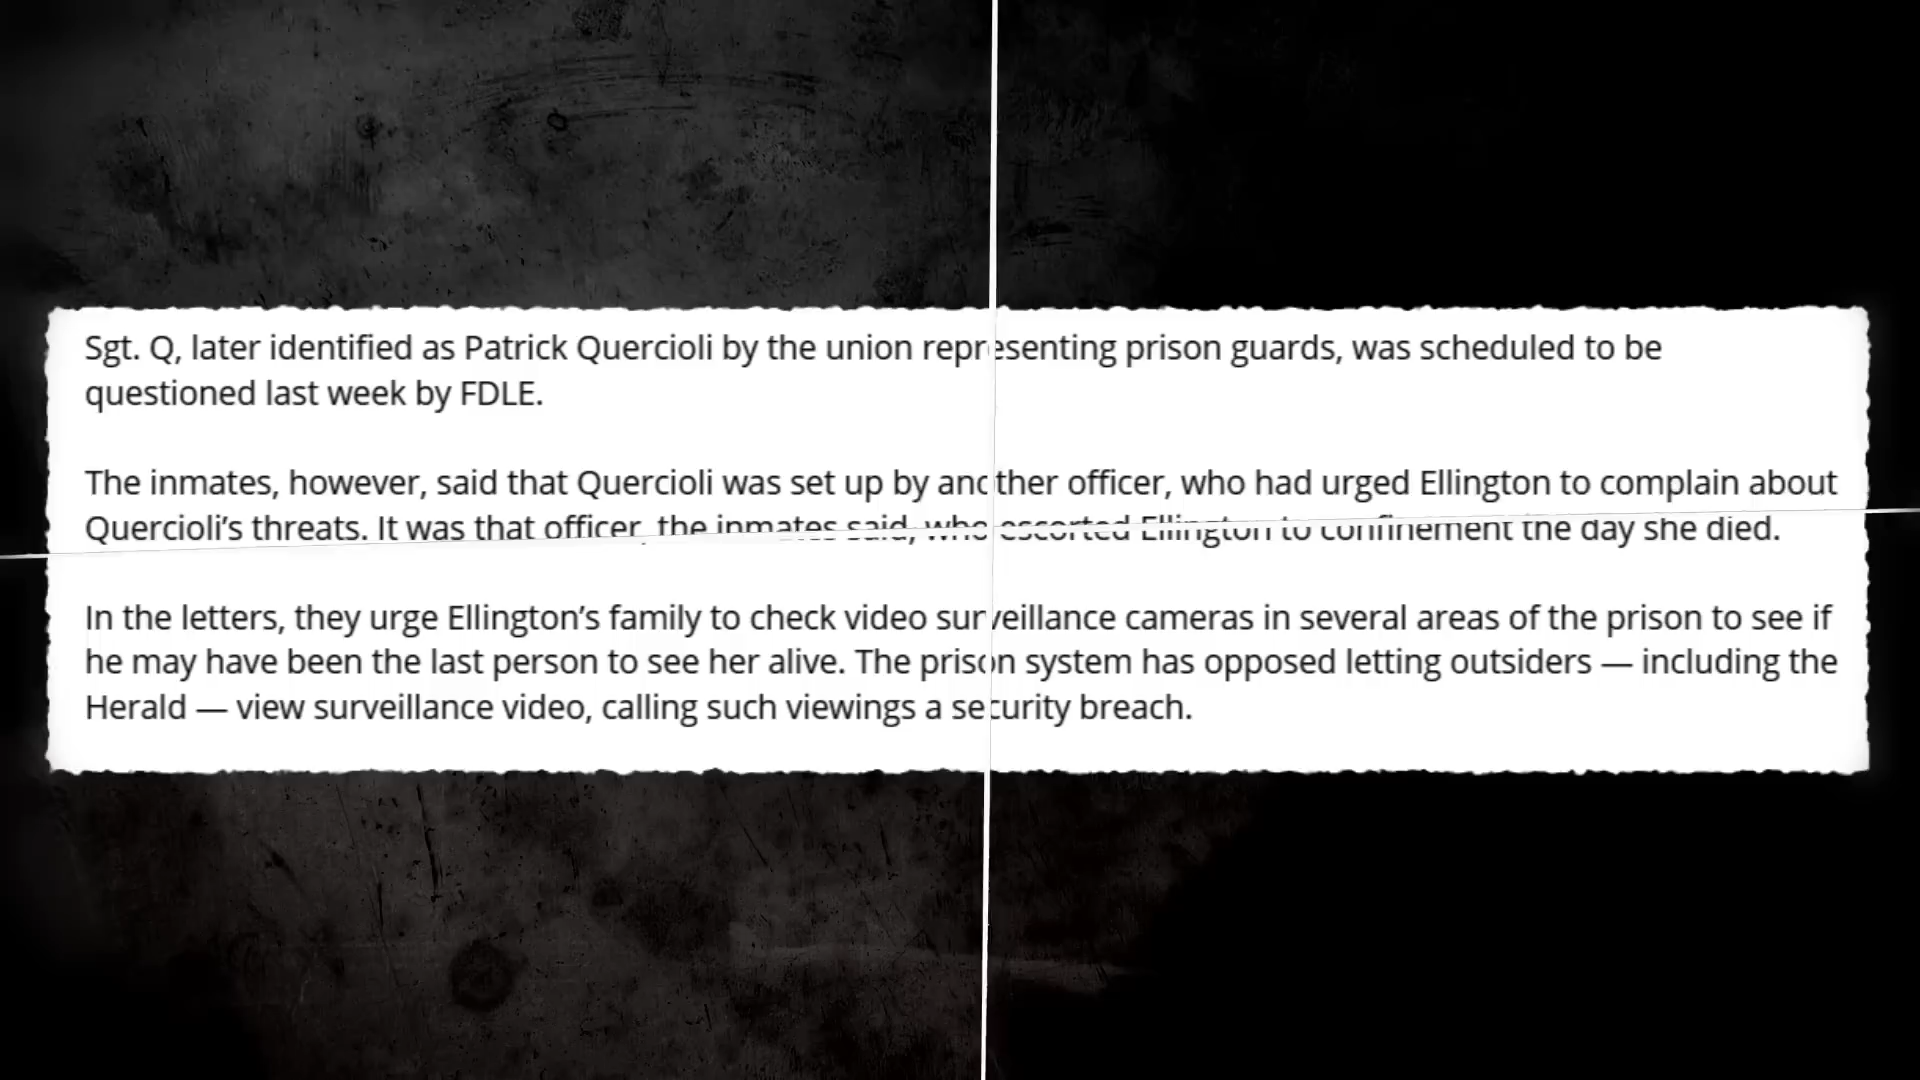 Sgt. Q, later identified as Patrick Quercioli by the union representing prison guards, was scheduled to be
questioned last week by FDLE.
The inmates, however, said that Quercioli was set up by another officer, who had urged Ellington to complain about
Quercioli’s threats. It was that officer, the inmates said, who escorted Ellington to confinement the day she died.
In the letters, they urge Ellington’s family to check video surveillance cameras in several areas of the prison to see if
he may have been the last person to see her alive. The prison system has opposed letting outsiders — including the
Herald — view surveillance video, calling such viewings a security breach.